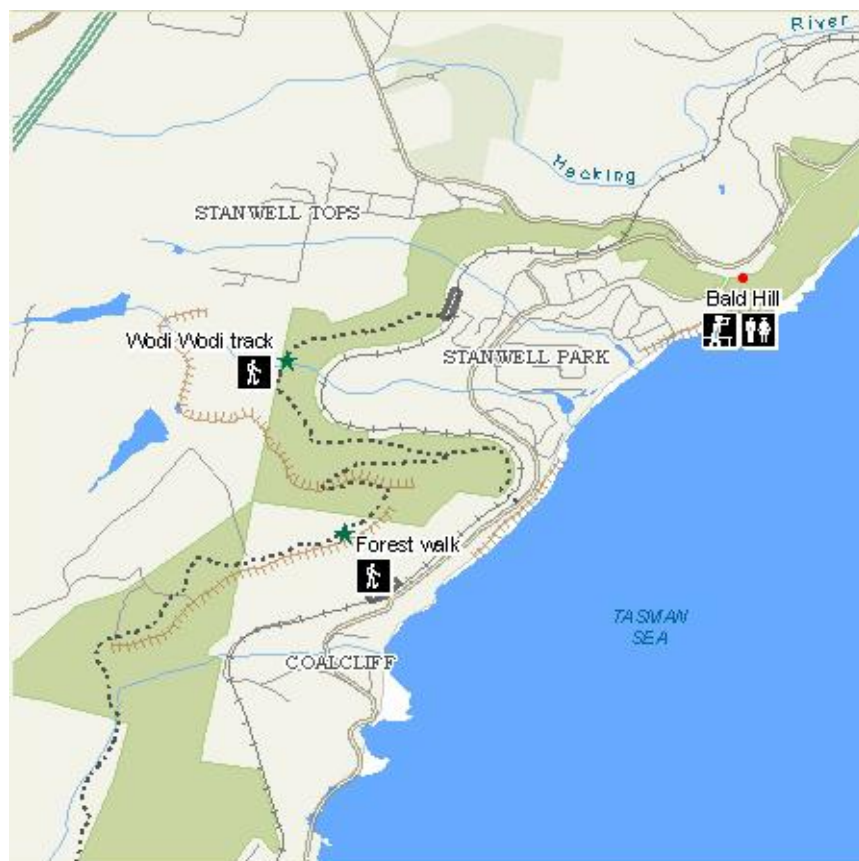 River
Hacking
STANWELL TOPS
Bald Hill
Wodi Wodi track
STANWELL PARK
Forest walk
TASMAN
SEA
COALCLIFF